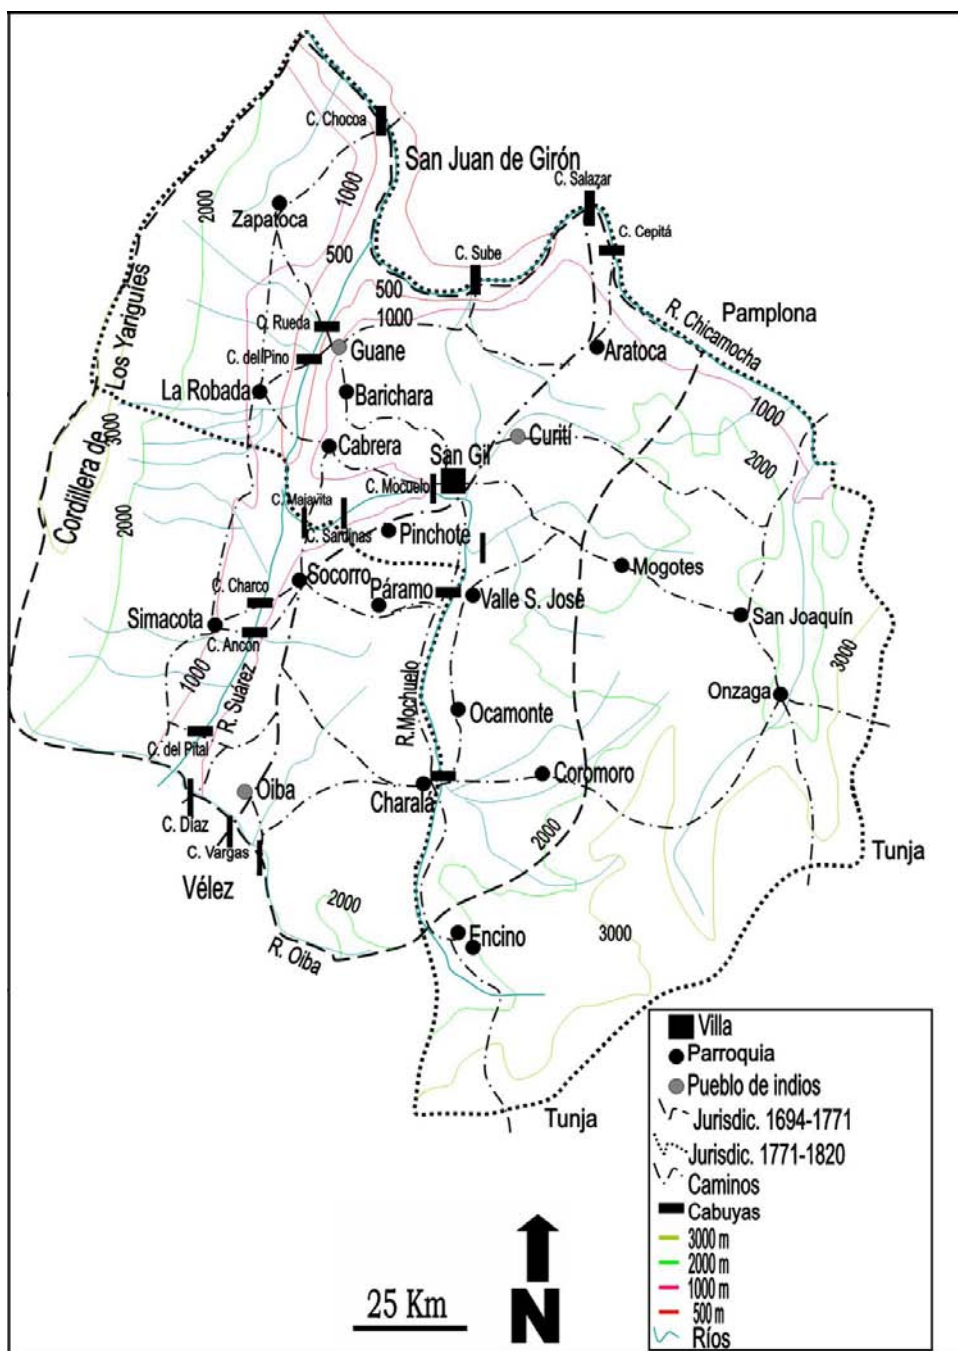 C. Chocoa
San Juan de Girón
C. Salazar
1000
2000
Zapatoca
C. Cepitá
C. Sube
500
500
1000
Los Yariguíes
Cordillera de
C. Rueda
Guane
C. del Pino
R. Chicamocha
Pamplona
Aratoca
La Robada
Barichara
1000
3000
Cabrera
Curití
San Gil
2000
C. Mocuelo
C. Majavita
2000
C. Sardinas
Pinchote
Socorro
Mogotes
C. Charco
Páramo
Valle S. José
Simacota
San Joaquín
C. Ancón
3000
1000
R. Suárez
R.Mochuelo
Onzaga
Ocamonte
C. del Pital
Oiba
Charalá
Coromoro
C. Diaz
C. Vargas
2000
Tunja
Vélez
2000
R. Oiba
Encino
3000
Tunja
Villa
Parroquia
Pueblo de indios
Jurisdic. 1694-1771
Jurisdic. 1771-1820
Caminos
Cabuyas
3000 m
2000 m
1000 m
500 m
Ríos
25 Km
N